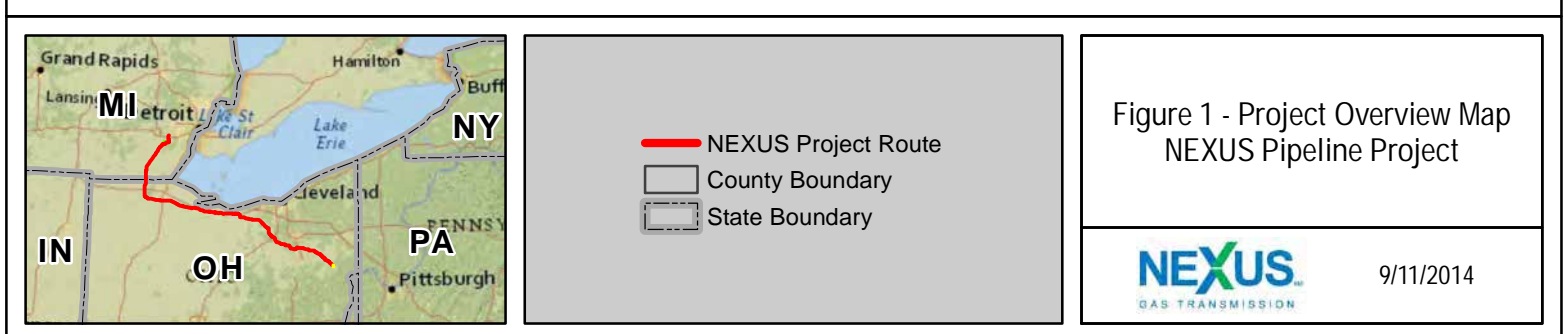 Grand Rapids
Hamilton
Lansing
Buff
MI
etroit
Lake St
Clair
Lake
Erie
NY
Cleveland
PENNSY
PA
IN
OH
Pittsburgh
NEXUS Project Route
County Boundary
State Boundary
Figure 1 - Project Overview Map
NEXUS Pipeline Project
NEXUS
GAS TRANSMISSION
9/11/2014